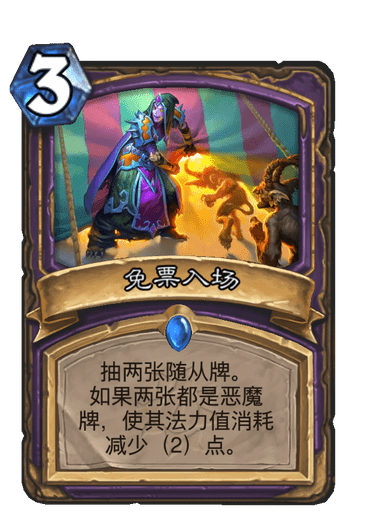 3
免票入场
抽两张随从牌。
如果两张都是恶魔
牌，使其法力值消耗
减少（2）点。